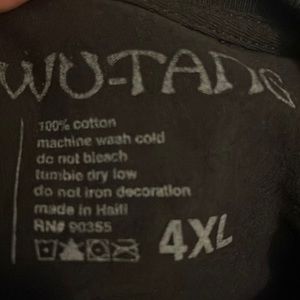 WU-TANG
100% cotton
machine wash cold
do not bleach
tumble dry low
do not iron decoration
made in Haiti
RN# 90355
4XL